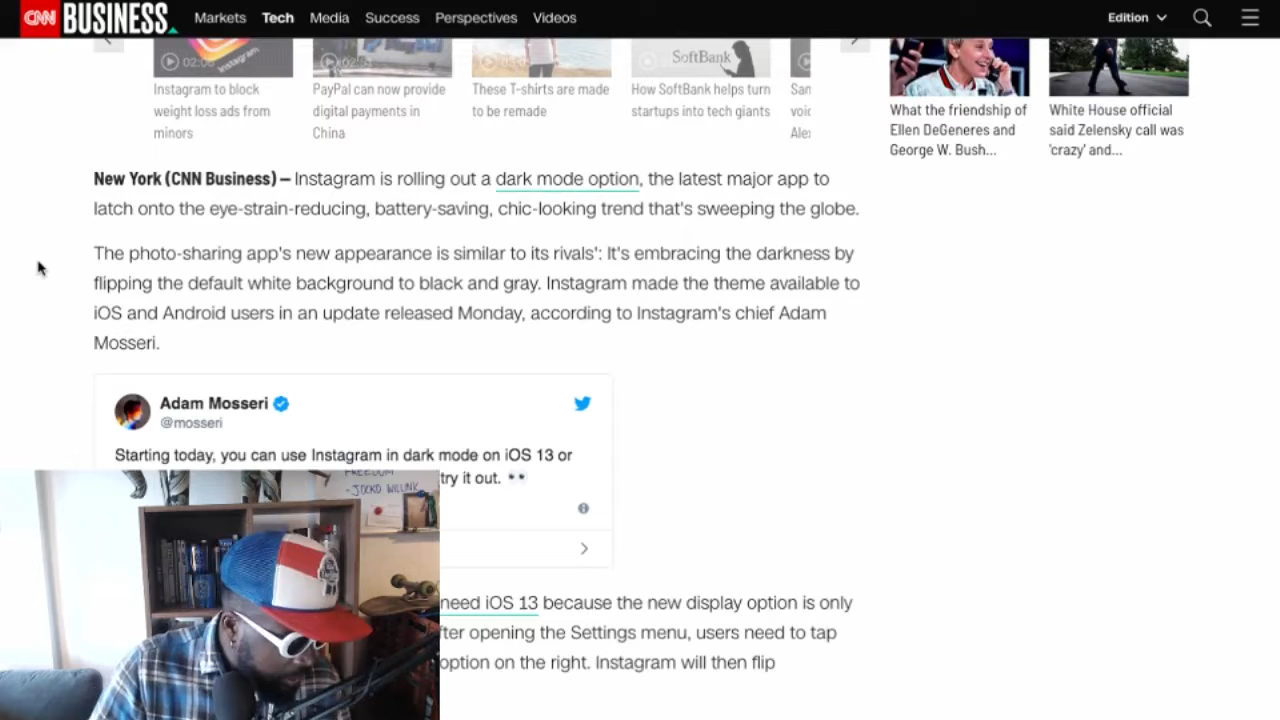 CNN BUSINESS Markets Tech Media Success Perspectives Videos Edition
02:06
SoftBank
Instagram
Instagram to block
weight loss ads from
minors
PayPal can now provide
digital payments in
China
These T-shirts are made
to be remade
How SoftBank helps turn
startups into tech giants
San
voic
Ale
What the friendship of
Ellen DeGeneres and
George W. Bush...
White House official
said Zelensky call was
'crazy' and...
New York (CNN Business) — Instagram is rolling out a dark mode option, the latest major app to
latch onto the eye-strain-reducing, battery-saving, chic-looking trend that's sweeping the globe.
The photo-sharing app's new appearance is similar to its rivals': It's embracing the darkness by
flipping the default white background to black and gray. Instagram made the theme available to
iOS and Android users in an update released Monday, according to Instagram's chief Adam
Mosseri.
Adam Mosseri
@mosseri
Starting today, you can use Instagram in dark mode on iOS 13 or
try it out. 👀
FREEDOM
-JOCKO WILLINK
need iOS 13 because the new display option is only
fter opening the Settings menu, users need to tap
option on the right. Instagram will then flip